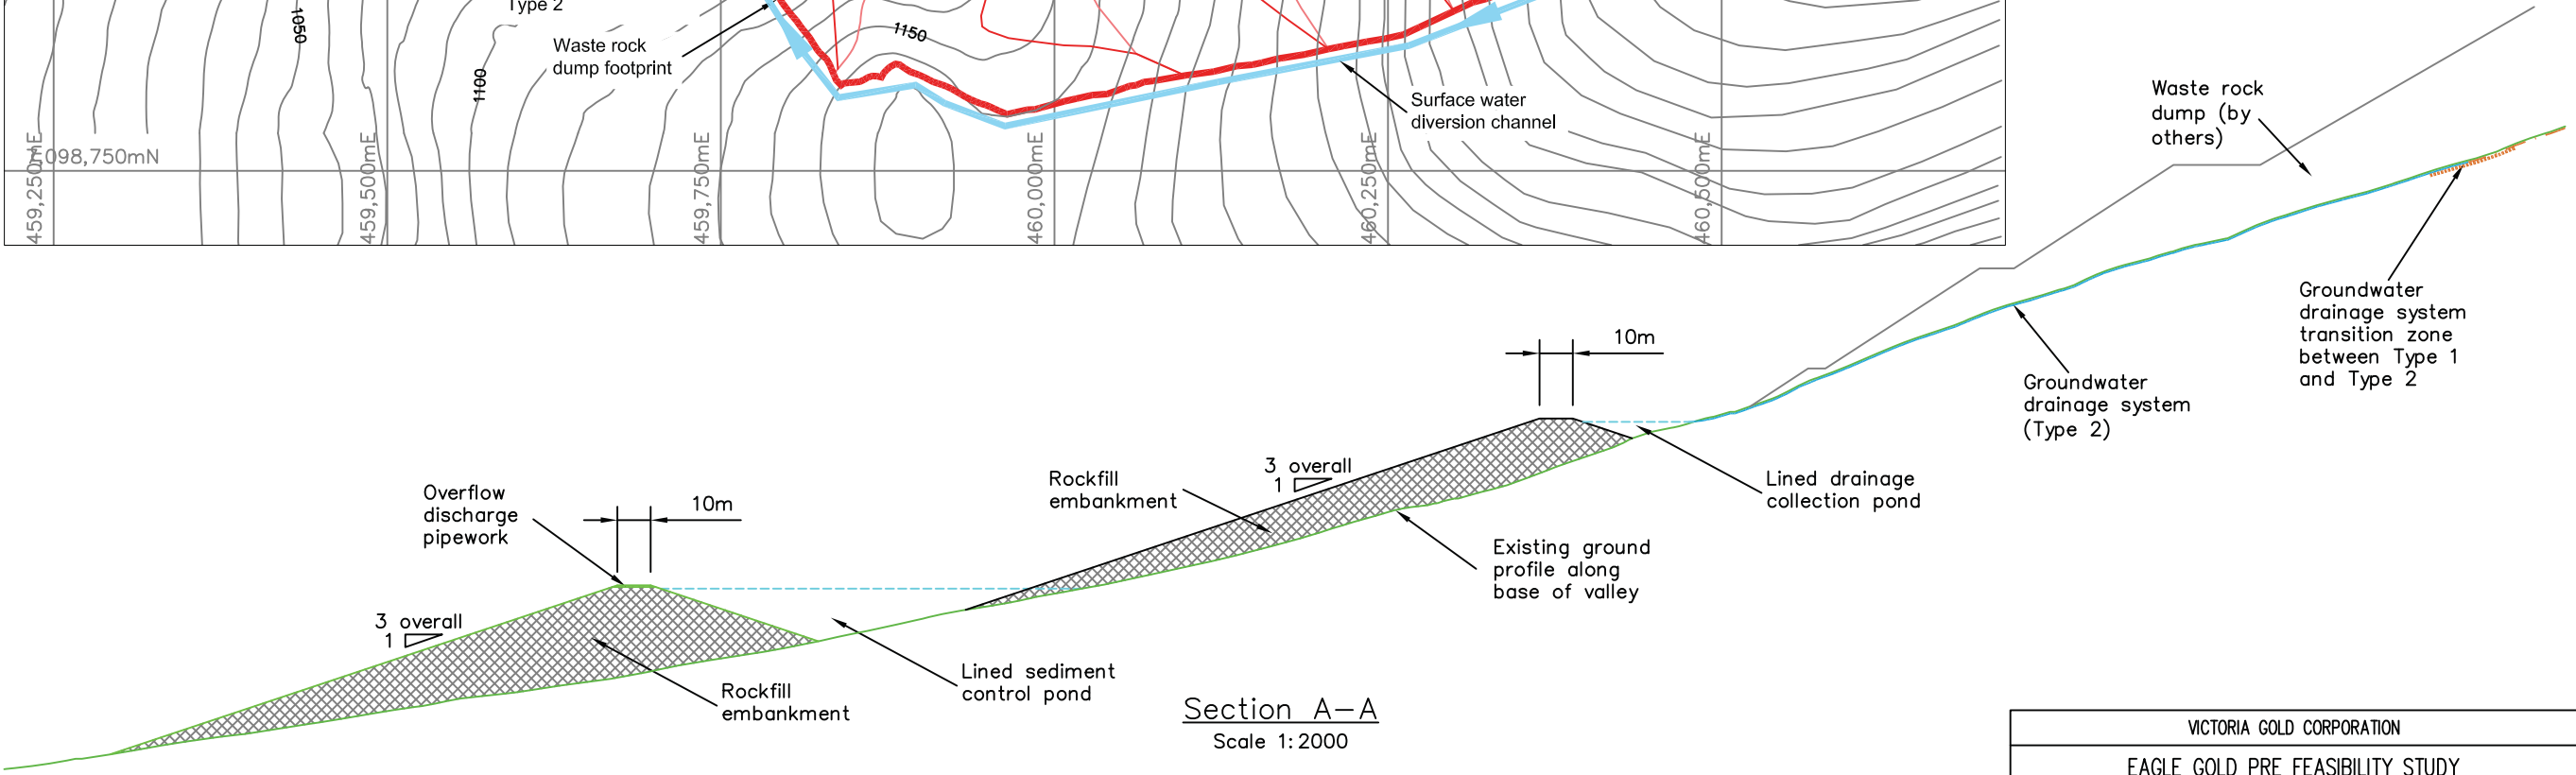 Type 2
1050
Waste rock
dump footprint
1100
1150
Surface water
diversion channel
7,098,750mN
459,250mE
459,500mE
459,750mE
460,000mE
460,250mE
460,500mE
Waste rock
dump (by
others)
Groundwater
drainage system
transition zone
between Type 1
and Type 2
Groundwater
drainage system
(Type 2)
10m
Lined drainage
collection pond
3 overall
1
Rockfill
embankment
Existing ground
profile along
base of valley
Overflow
discharge
pipework
10m
3 overall
1
Rockfill
embankment
Lined sediment
control pond
Section A-A
Scale 1:2000
VICTORIA GOLD CORPORATION
EAGLE GOLD PRE FEASIBILITY STUDY